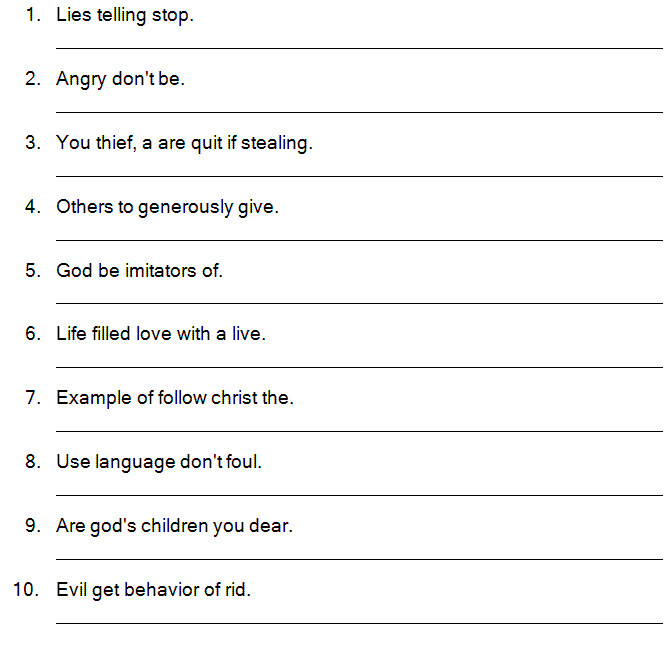 1. Lies telling stop.
2. Angry don't be.
3. You thief, a are quit if stealing.
4. Others to generously give.
5. God be imitators of.
6. Life filled love with a live.
7. Example of follow christ the.
8. Use language don't foul.
9. Are god's children you dear.
10. Evil get behavior of rid.